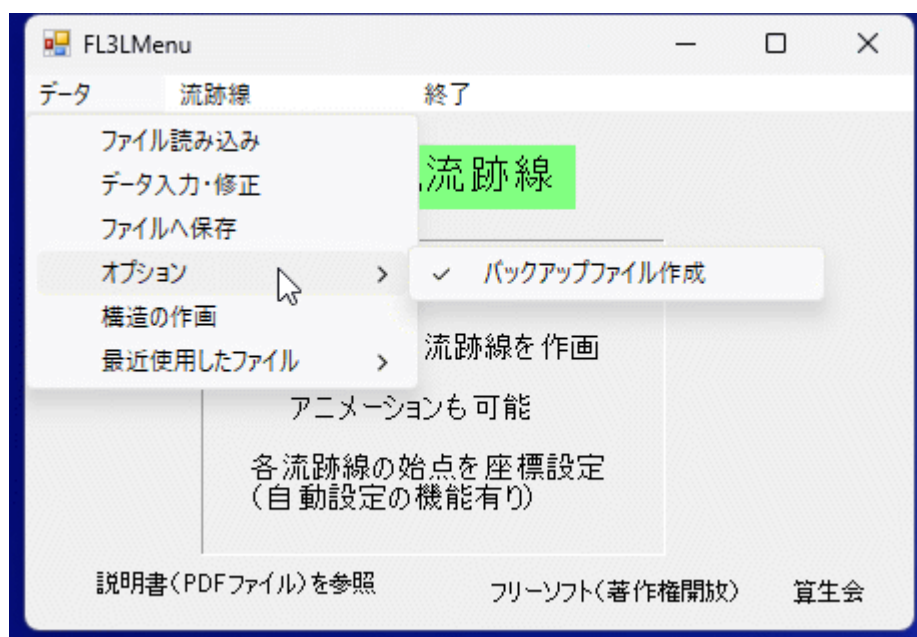 FL3LMenu
データ 流跡線 終了
ファイル読み込み
データ入力・修正
ファイルへ保存
オプション
構造の作画
最近使用したファイル
バックアップファイル作成
流跡線
流跡線を作画
アニメーションも可能
各流跡線の始点を座標設定
(自動設定の機能有り)
説明書(PDFファイル)を参照
フリーソフト(著作権開放) 算生会